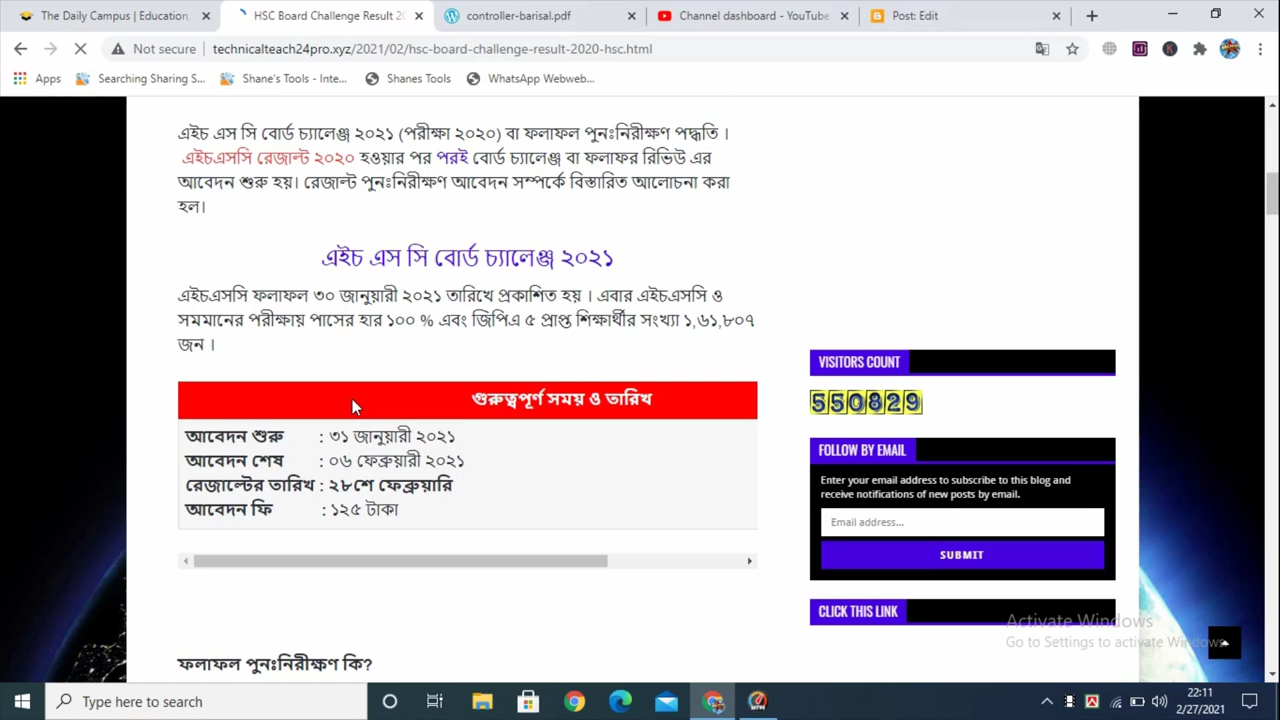 The Daily Campus | Education,
HSC Board Challenge Result 20
controller-barisal.pdf
Channel dashboard - YouTube
Post: Edit
Not secure
technicalteach24pro.xyz/2021/02/hsc-board-challenge-result-2020-hsc.html
Apps
Searching Sharing S...
Shane's Tools - Inte...
Shanes Tools
WhatsApp Webweb...
এইচ এস সি বোর্ড চ্যালেঞ্জ ২০২১ (পরীক্ষা ২০২০) বা ফলাফল পুনঃনিরীক্ষণ পদ্ধতি ।
এইচএসসি রেজাল্ট ২০২০ হওয়ার পর পরই বোর্ড চ্যালেঞ্জ বা ফলাফর রিভিউ এর
আবেদন শুরু হয়। রেজাল্ট পুনঃনিরীক্ষণ আবেদন সম্পর্কে বিস্তারিত আলোচনা করা
হল।
এইচ এস সি বোর্ড চ্যালেঞ্জ ২০২১
এইচএসসি ফলাফল ৩০ জানুয়ারী ২০২১ তারিখে প্রকাশিত হয় । এবার এইচএসসি ও
সমমানের পরীক্ষায় পাসের হার ১০০ % এবং জিপিএ ৫ প্রাপ্ত শিক্ষার্থীর সংখ্যা ১,৬১,৮০৭
জন ।
গুরুত্বপূর্ণ সময় ও তারিখ
আবেদন শুরু : ৩১ জানুয়ারী ২০২১
আবেদন শেষ : ০৬ ফেব্রুয়ারী ২০২১
রেজাল্টের তারিখ : ২৮শে ফেব্রুয়ারি
আবেদন ফি : ১২৫ টাকা
ফলাফল পুনঃনিরীক্ষণ কি?
VISITORS COUNT
550829
FOLLOW BY EMAIL
Enter your email address to subscribe to this blog and
receive notifications of new posts by email.
Email address...
SUBMIT
CLICK THIS LINK
Activate Windows
Go to Settings to activate Windows.
Type here to search
22:11
2/27/2021